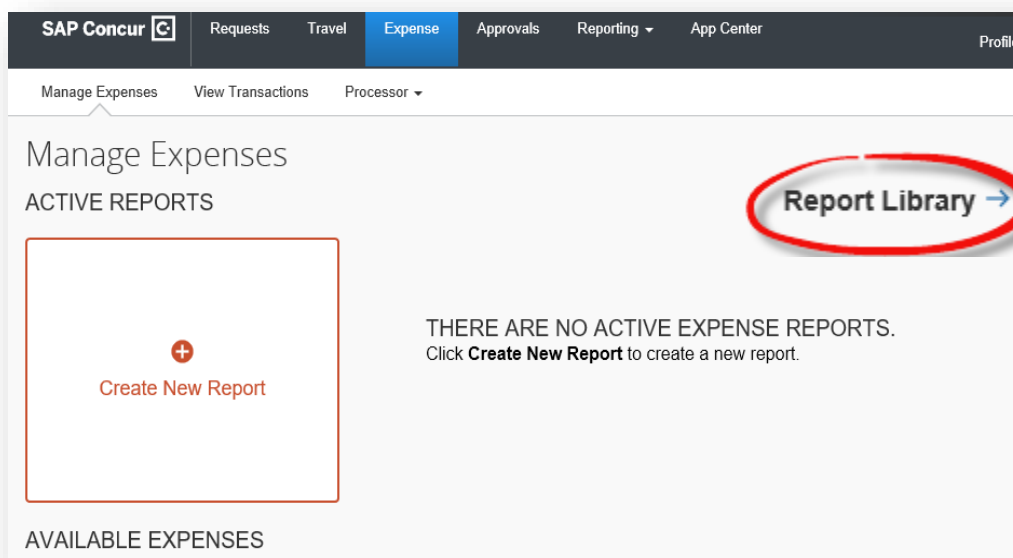 SAP Concur C Requests Travel Expense Approvals Reporting App Center
Manage Expenses View Transactions Processor
Manage Expenses
ACTIVE REPORTS
Report Library →
THERE ARE NO ACTIVE EXPENSE REPORTS.
Click Create New Report to create a new report.
Create New Report
AVAILABLE EXPENSES